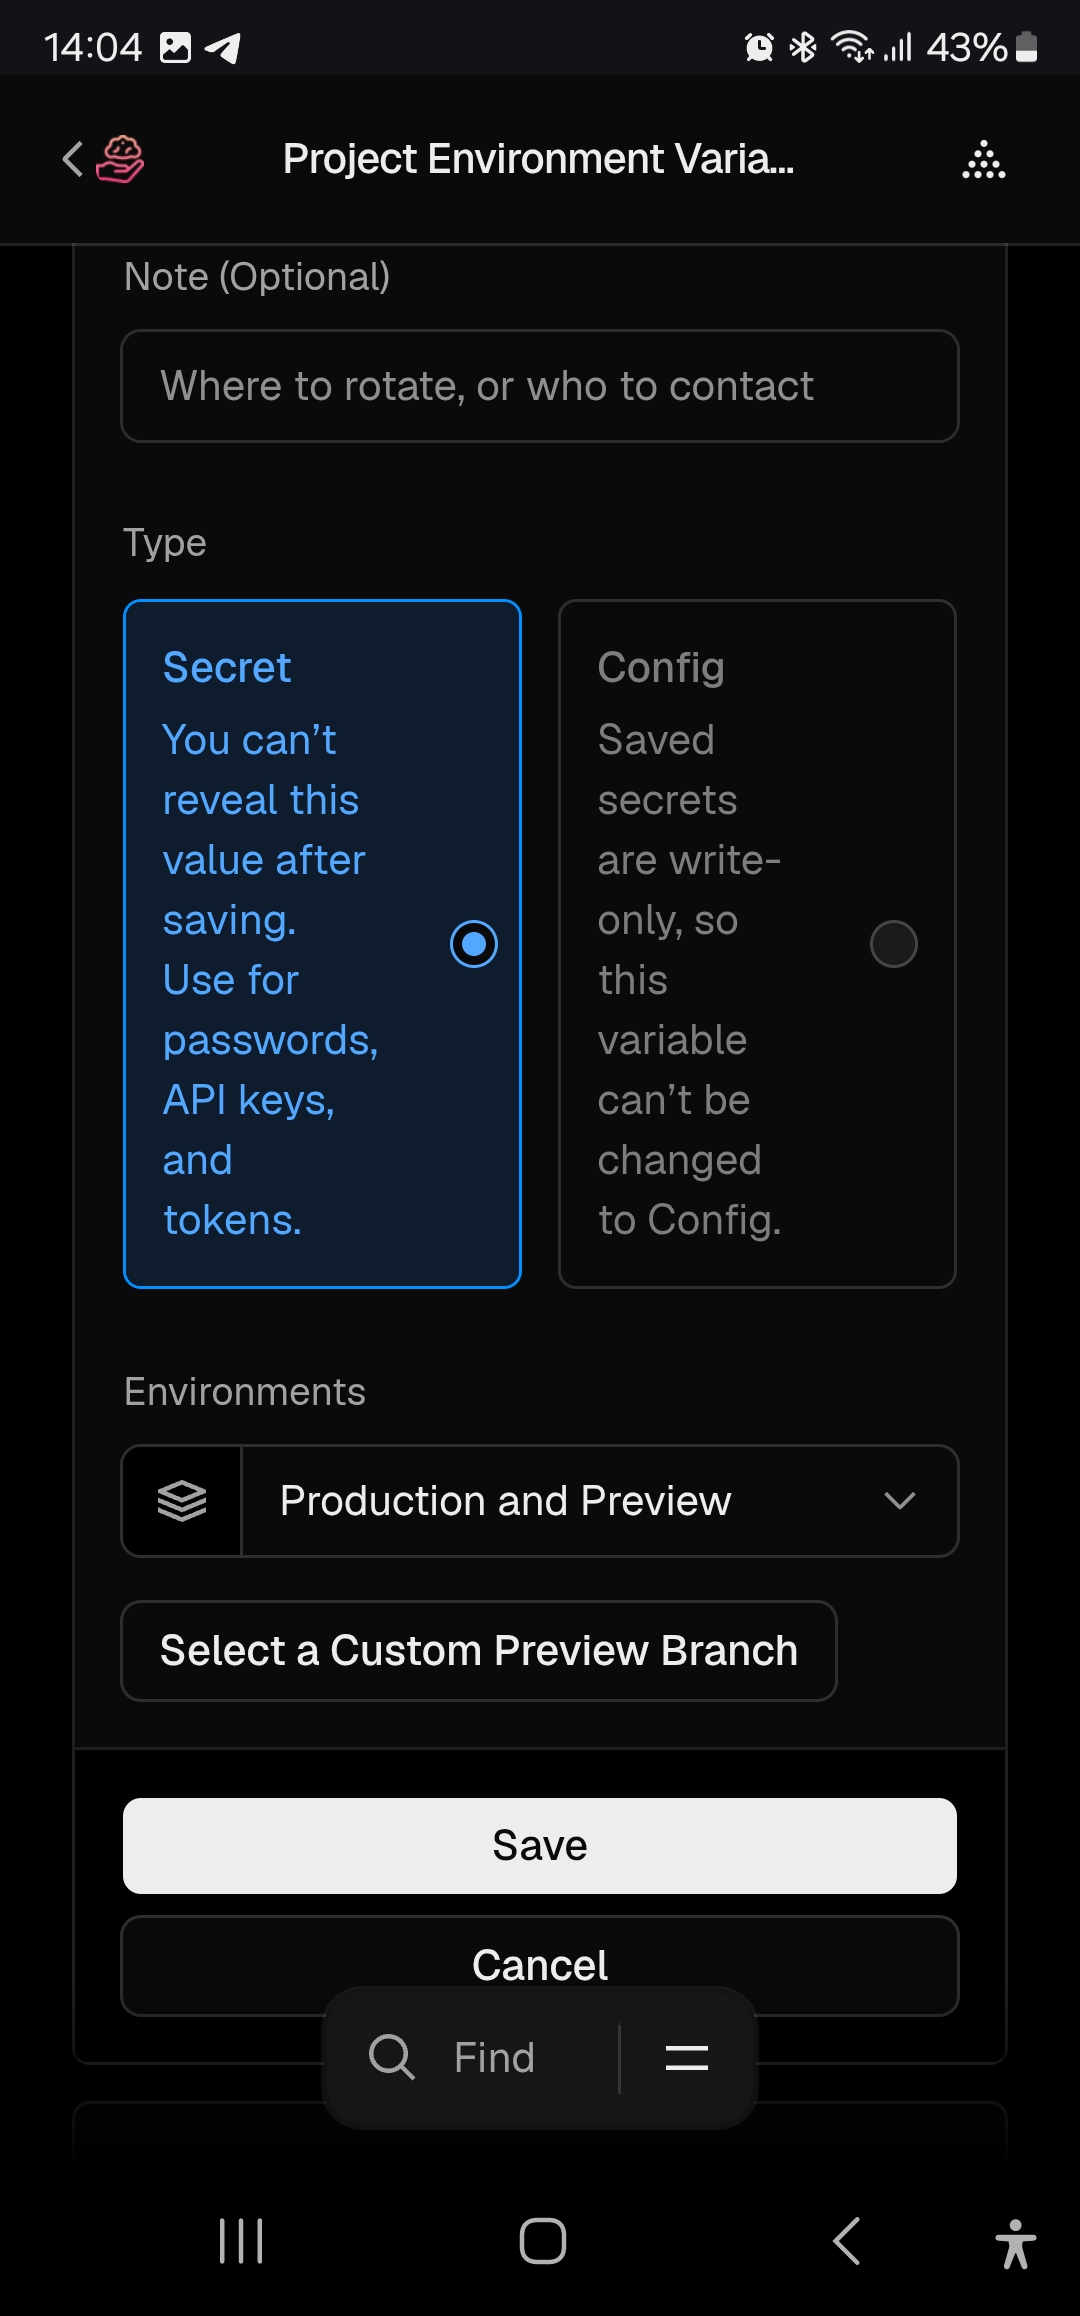 14:04
43%
Project Environment Varia...
Note (Optional)
Where to rotate, or who to contact
Type
Secret
You can’t
reveal this
value after
saving.
Use for
passwords,
API keys,
and
tokens.
Config
Saved
secrets
are write-
only, so
this
variable
can’t be
changed
to Config.
Environments
Production and Preview
Select a Custom Preview Branch
Save
Cancel
Find